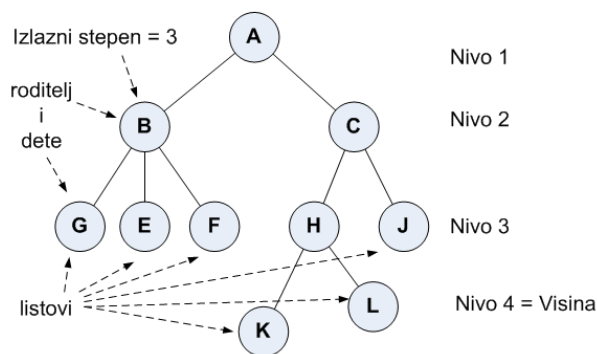 Izlazni stepen = 3
A
Nivo 1
roditelj
i
dete
B
C
Nivo 2
G
E
F
H
J
Nivo 3
listovi
K
L
Nivo 4 = Visina